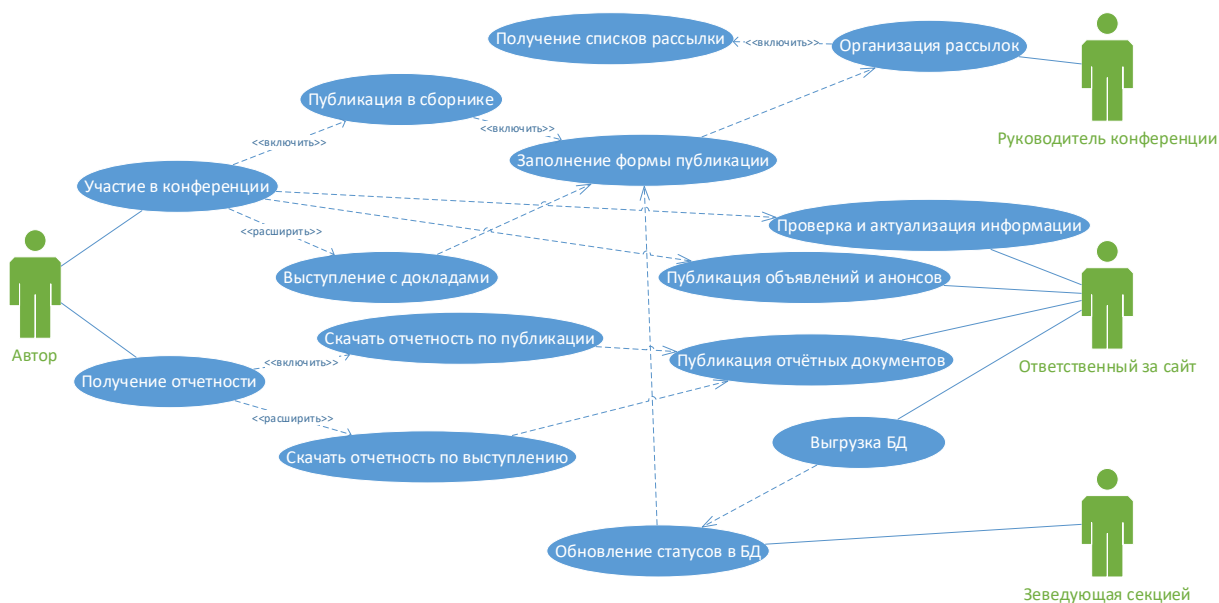 Получение списков рассылки
<<включить>>
Организация рассылок
Публикация в сборнике
<<включить>>
Руководитель конференции
<<включить>>
Заполнение формы публикации
Участие в конференции
Проверка и актуализация информации
<<расширить>>
Выступление с докладами
Публикация объявлений и анонсов
Автор
Скачать отчетность по публикации
Публикация отчётных документов
<<включить>>
Ответственный за сайт
Получение отчетности
<<расширить>>
Выгрузка БД
Скачать отчетность по выступлению
Обновление статусов в БД
Зеведующая секцией